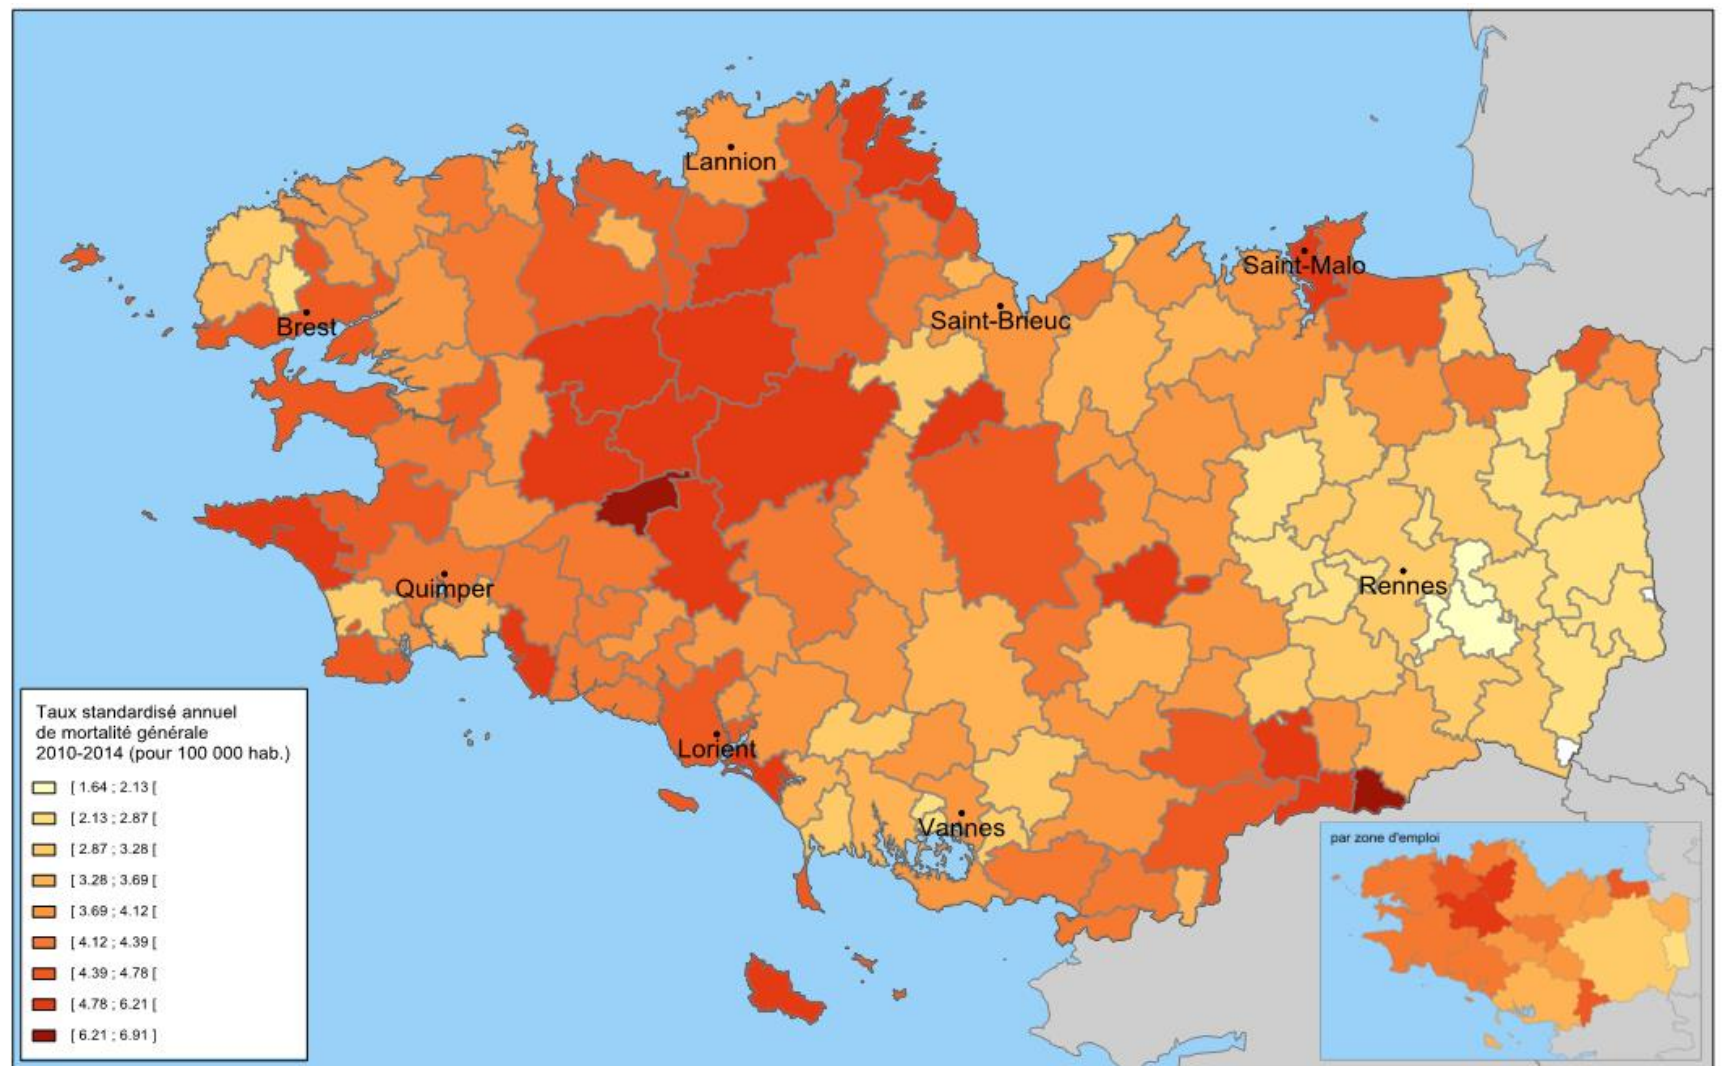 Lannion
Saint-Malo
Brest
Saint-Brieuc
Quimper
Rennes
Lorient
Vannes
Taux standardisé annuel
de mortalité générale
2010-2014 (pour 100 000 hab.)
[ 1.64 ; 2.13 [
[ 2.13 ; 2.87 [
[ 2.87 ; 3.28 [
[ 3.28 ; 3.69 [
[ 3.69 ; 4.12 [
[ 4.12 ; 4.39 [
[ 4.39 ; 4.78 [
[ 4.78 ; 6.21 [
[ 6.21 ; 6.91 ]
par zone d'emploi